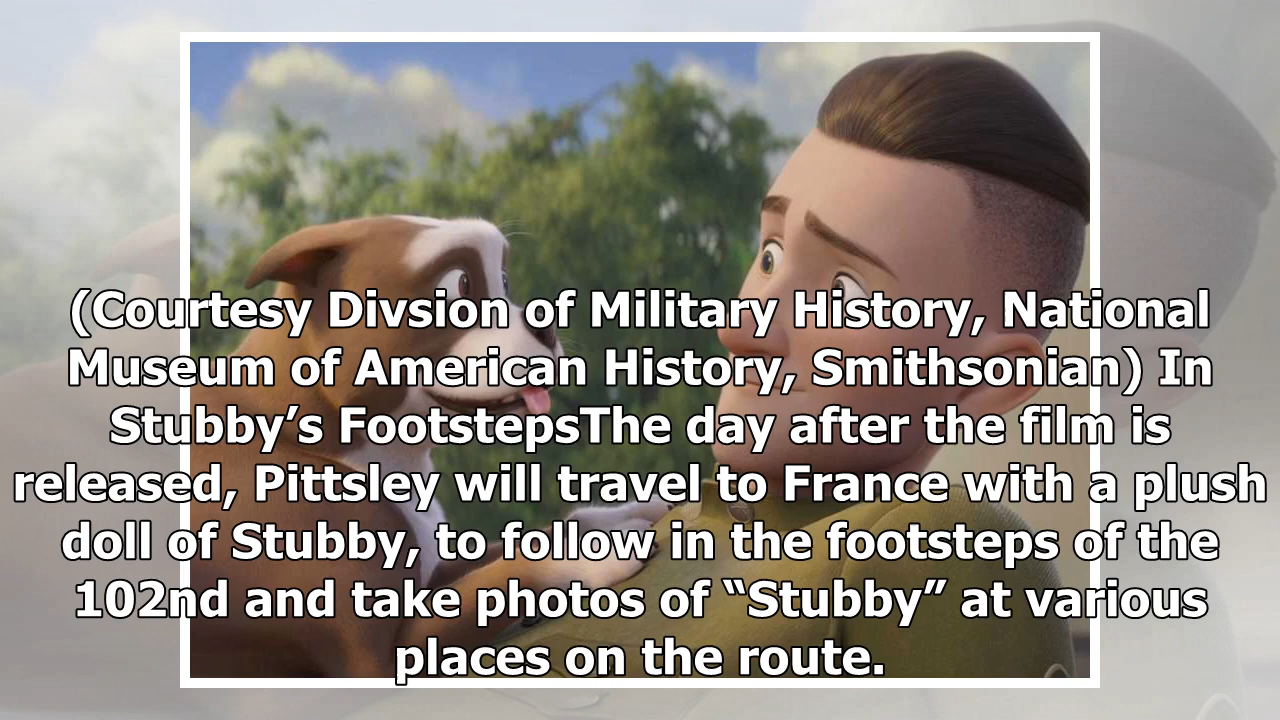 (Courtesy Divsion of Military History, National
Museum of American History, Smithsonian) In
Stubby’s FootstepsThe day after the film is
released, Pittsley will travel to France with a plush
doll of Stubby, to follow in the footsteps of the
102nd and take photos of “Stubby” at various
places on the route.